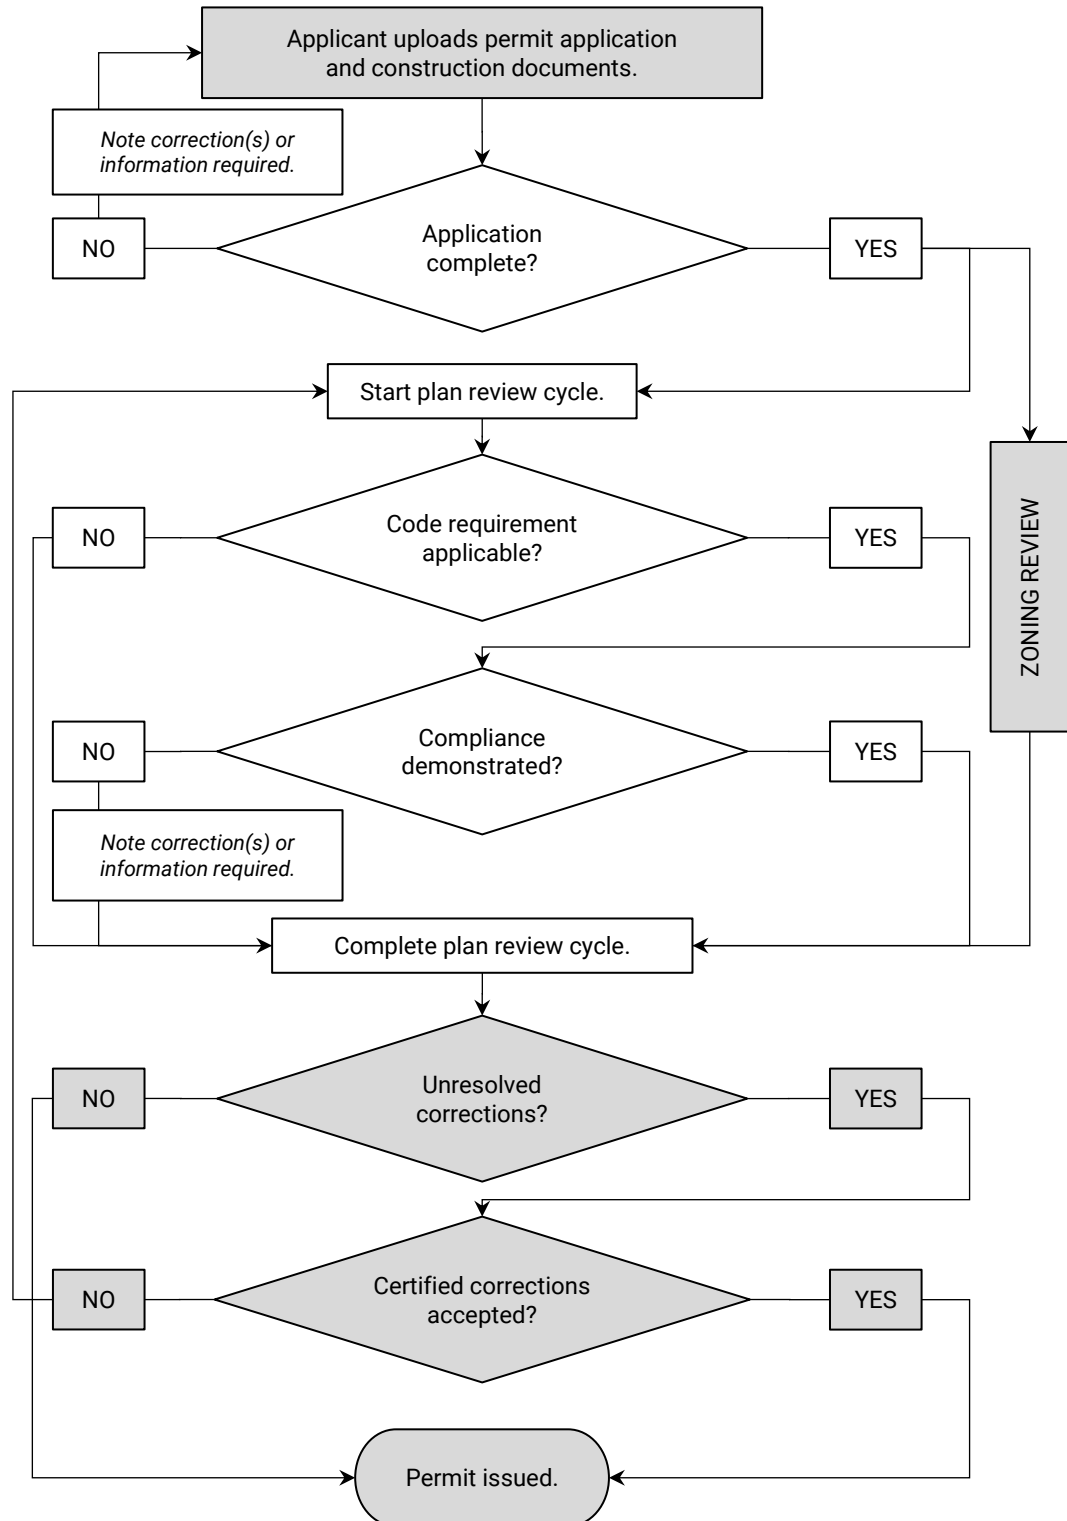 Applicant uploads permit application
and construction documents.
Note correction(s) or
information required.
NO
Application
complete?
YES
Start plan review cycle.
NO
Code requirement
applicable?
YES
ZONING REVIEW
NO
Compliance
demonstrated?
YES
Note correction(s) or
information required.
Complete plan review cycle.
NO
Unresolved
corrections?
YES
NO
Certified corrections
accepted?
YES
Permit issued.